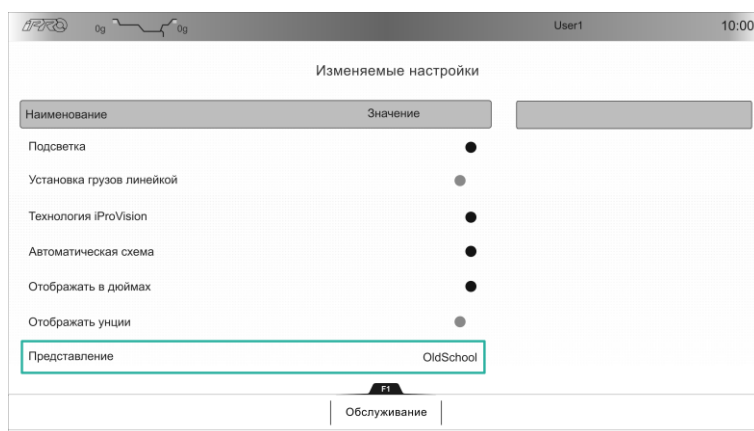 iPRO 0g 0g User1 10:00
Изменяемые настройки
Наименование Значение
Подсветка
Установка грузов линейкой
Технология iProVision
Автоматическая схема
Отображать в дюймах
Отображать унции
Представление OldSchool
F1
Обслуживание